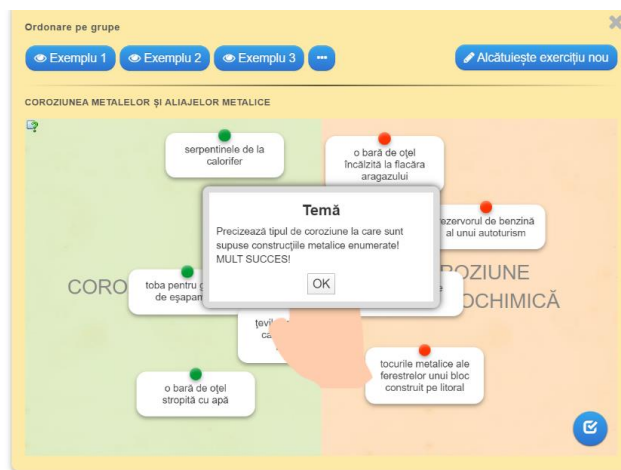 Ordonare pe grupe
Exemplu 1
Exemplu 2
Exemplu 3
Alcătuiește exercițiu nou
COROZIUNEA METALELOR ȘI ALIAJELOR METALICE
serpentinele de la
calorifer
o bară de oțel
încălzită la flacăra
aragazului
Temă
Precizează tipul de coroziune la care sunt
supuse construcțiile metalice enumerate!
MULT SUCCES!
OK
ezervorul de benzină
al unui autoturism
CORO
OZIUNE
OCHIMICĂ
toba pentru g
de eșapam
țevil
ca
o bară de oțel
stropită cu apă
tocurile metalice ale
ferestrelor unui bloc
construit pe litoral